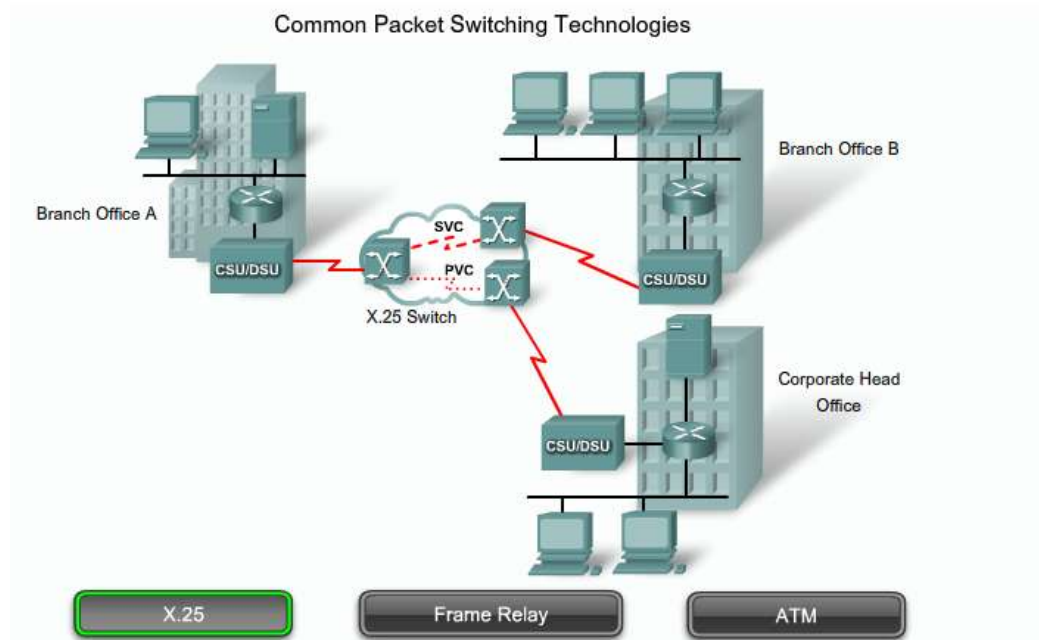 Common Packet Switching Technologies
Branch Office B
Branch Office A
SVC
CSU/DSU
PVC
CSU/DSU
X.25 Switch
Corporate Head
Office
CSU/DSU
X.25
Frame Relay
ATM